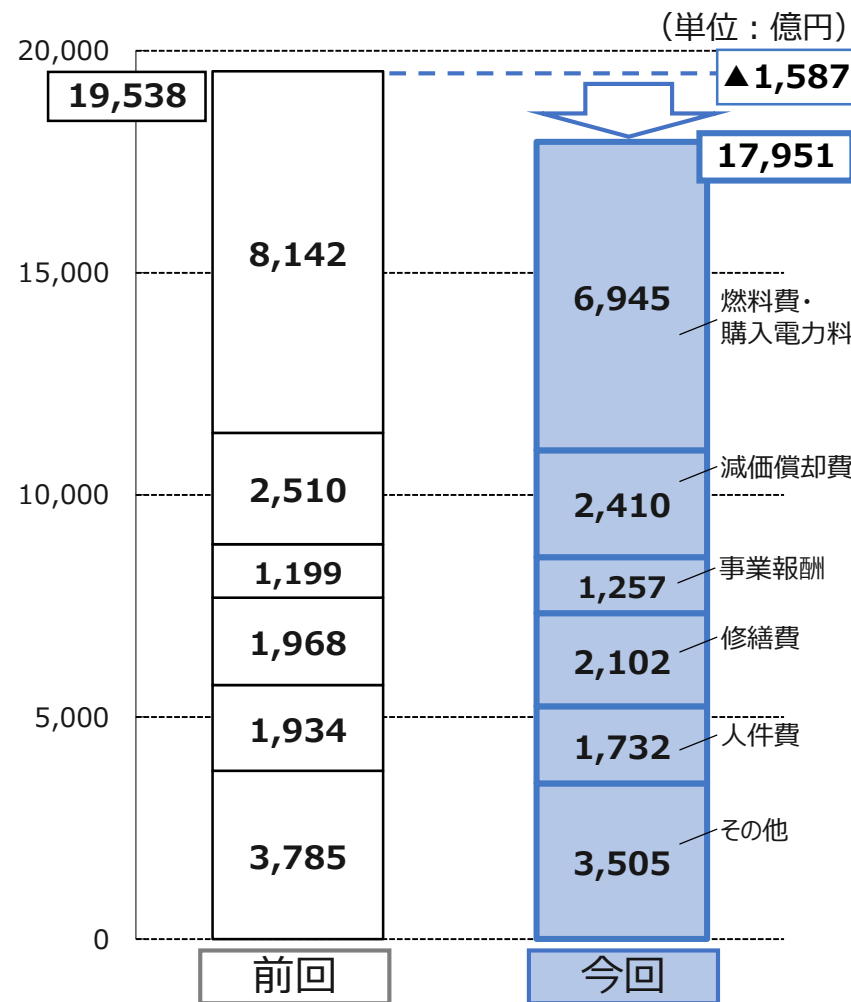 (単位:億円)
20,000
19,538
▲1,587
17,951
8,142
15,000
6,945
燃料費・
購入電力料
2,510
10,000
2,410
減価償却費
1,199
1,257
事業報酬
1,968
2,102
修繕費
5,000
1,934
1,732
人件費
3,785
3,505
その他
0
前回
今回